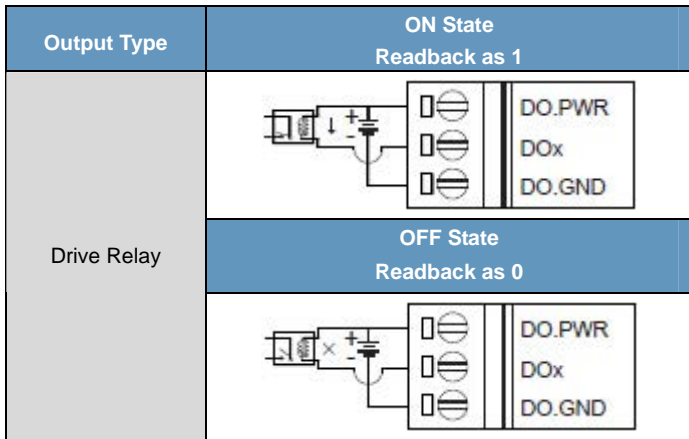 Output Type
ON State
Readback as 1
DO.PWR
DOx
DO.GND
Drive Relay
OFF State
Readback as 0
DO.PWR
DOx
DO.GND